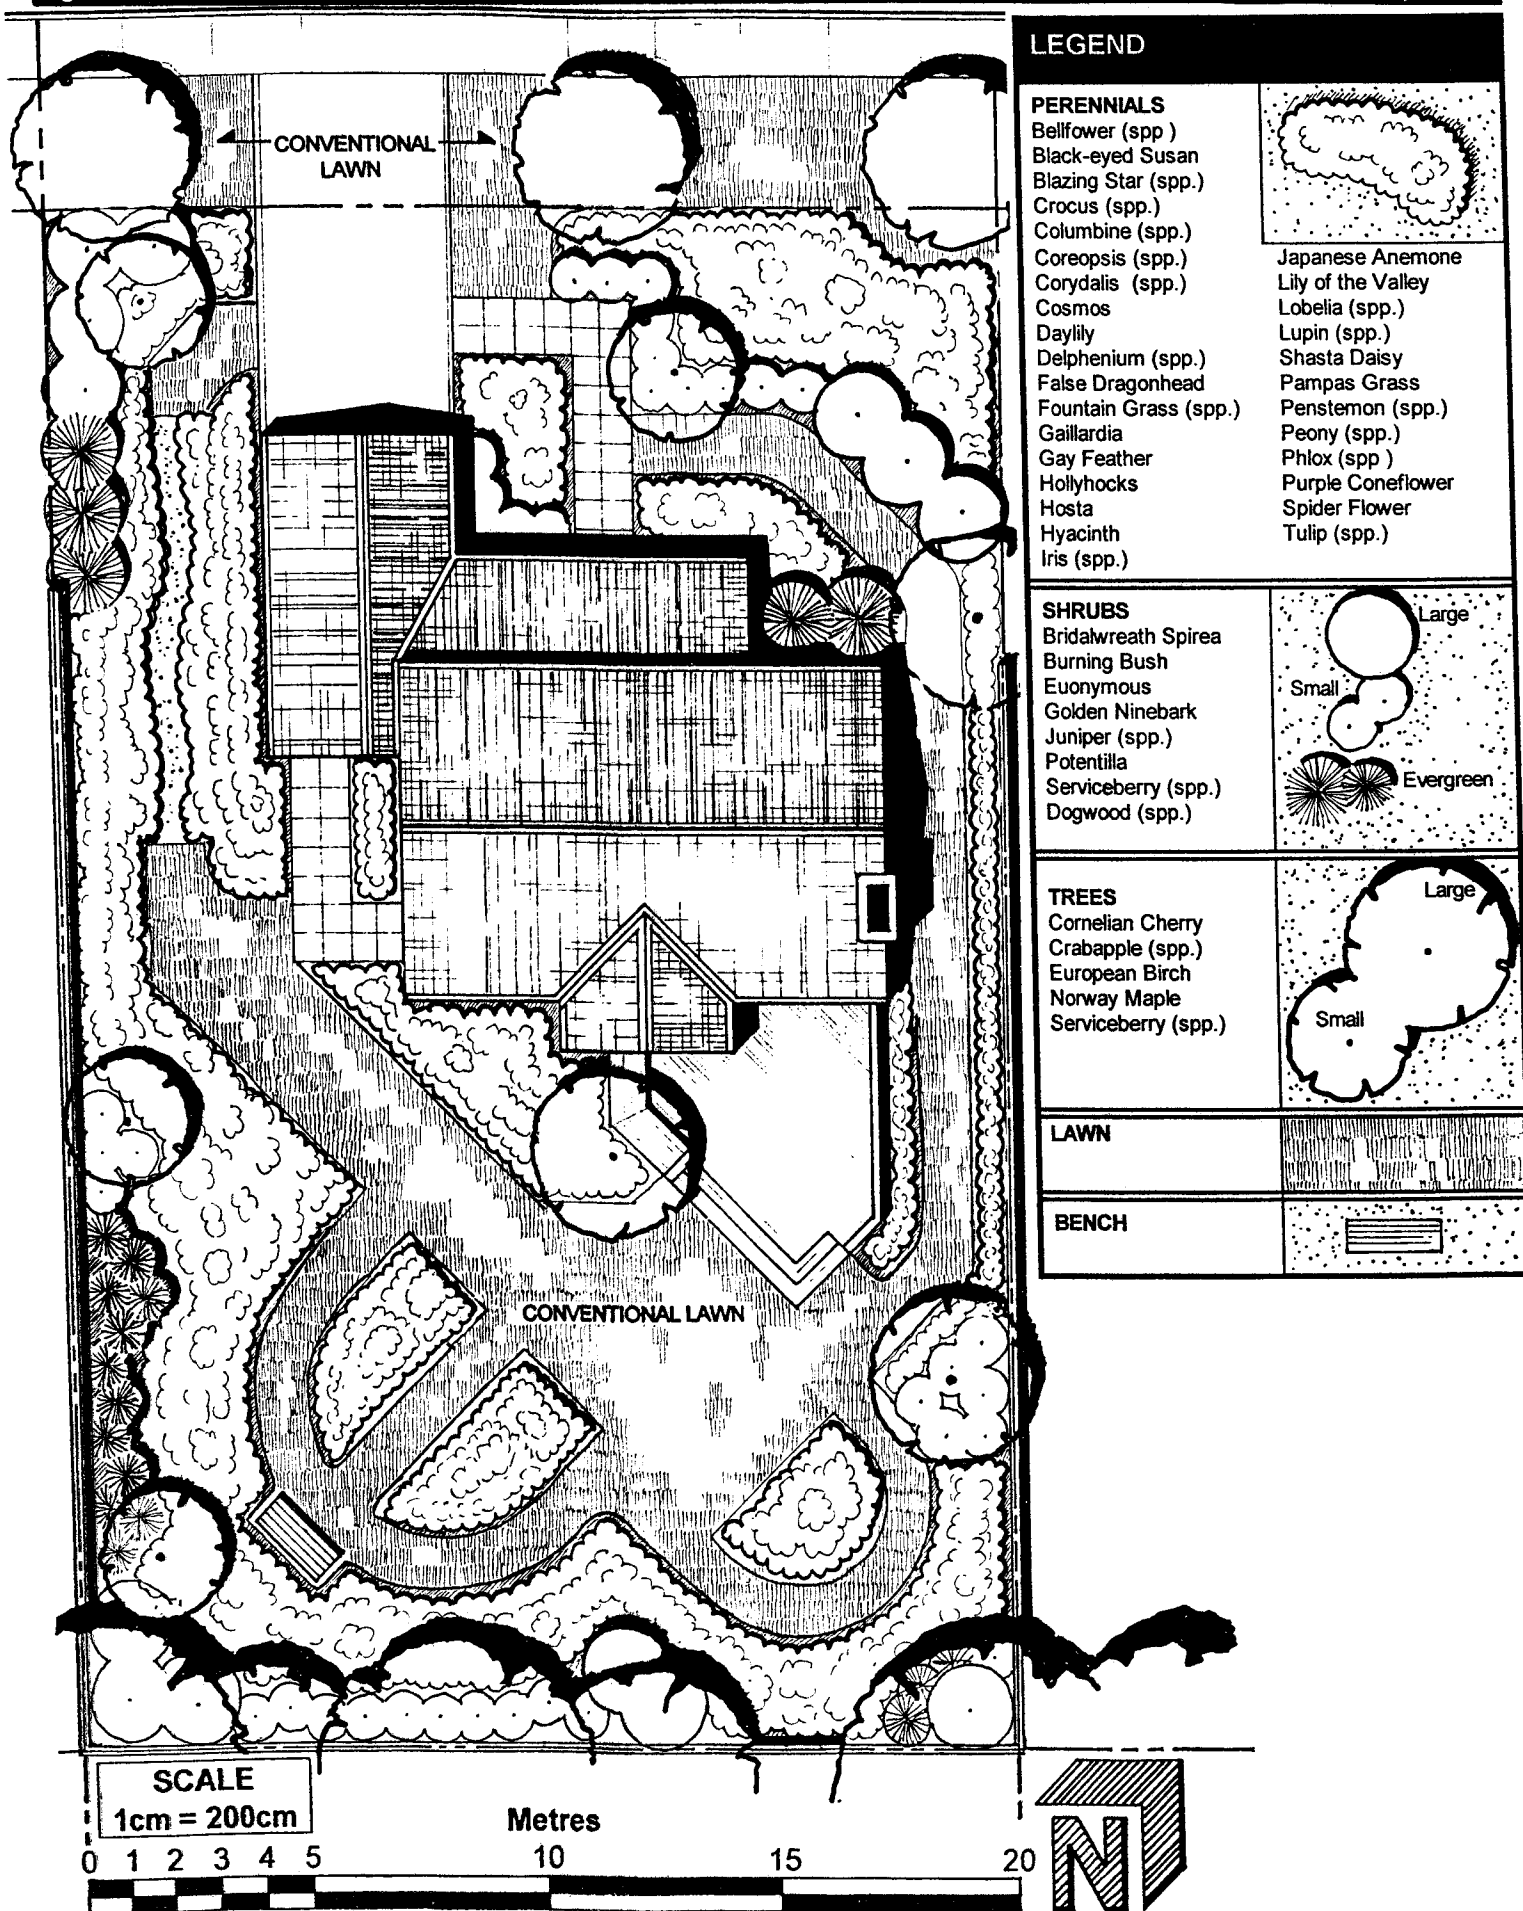 CONVENTIONAL
LAWN
CONVENTIONAL LAWN
LEGEND
PERENNIALS
Bellfower (spp )
Black-eyed Susan
Blazing Star (spp.)
Crocus (spp.)
Columbine (spp.)
Coreopsis (spp.)
Corydalis (spp.)
Cosmos
Daylily
Delphenium (spp.)
False Dragonhead
Fountain Grass (spp.)
Gaillardia
Gay Feather
Hollyhocks
Hosta
Hyacinth
Iris (spp.)
Japanese Anemone
Lily of the Valley
Lobelia (spp.)
Lupin (spp.)
Shasta Daisy
Pampas Grass
Penstemon (spp.)
Peony (spp.)
Phlox (spp )
Purple Coneflower
Spider Flower
Tulip (spp.)
SHRUBS
Bridalwreath Spirea
Burning Bush
Euonymous
Golden Ninebark
Juniper (spp.)
Potentilla
Serviceberry (spp.)
Dogwood (spp.)
Large
Small
Evergreen
TREES
Cornelian Cherry
Crabapple (spp.)
European Birch
Norway Maple
Serviceberry (spp.)
Large
Small
LAWN
BENCH
SCALE
1cm = 200cm
Metres
0 1 2 3 4 5 10 15 20
N